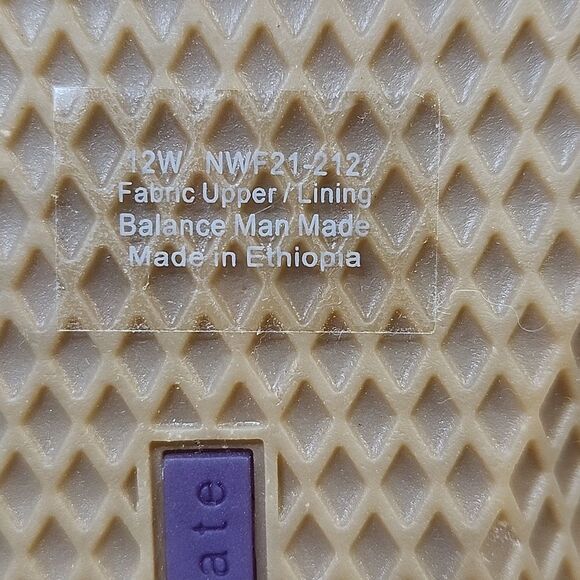 12W NWF21-212
Fabric Upper / Lining
Balance Man Made
Made in Ethiopia
ate